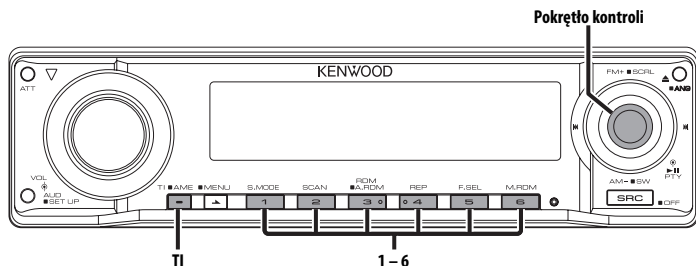 Pokrętło kontroli
KENWOOD
FM+ ■SCRL
ATT
■ANG
VOL
AUD
■SET UP
TI ■AME
■MENU
S.MODE
SCAN
RDM
■A.RDM
REP
F.SEL
M.RDM
1
2
3
4
5
6
AM– ■SW
PTY
SRC
■OFF
TI
1 – 6